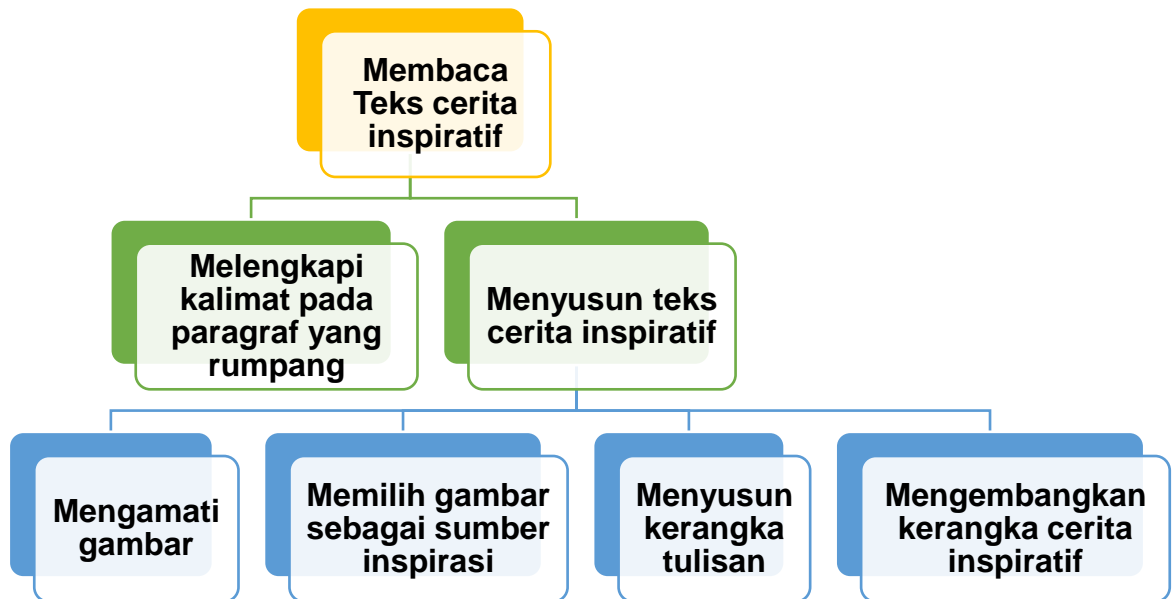 Membaca
Teks cerita
inspiratif
Melengkapi
kalimat pada
paragraf yang
rumpang
Menyusun teks
cerita inspiratif
Mengamati
gambar
Memilih gambar
sebagai sumber
inspirasi
Menyusun
kerangka
tulisan
Mengembangkan
kerangka cerita
inspiratif